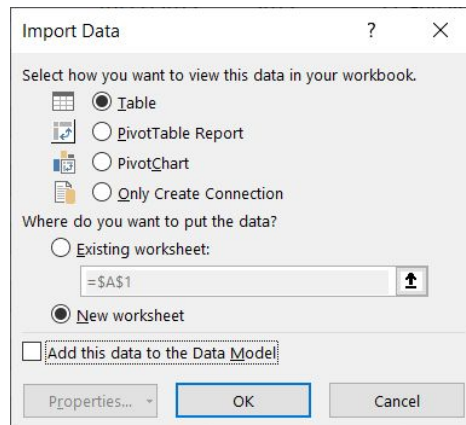 Import Data ? ×
Select how you want to view this data in your workbook.
Table
PivotTable Report
PivotChart
Only Create Connection
Where do you want to put the data?
Existing worksheet:
=$A$1
New worksheet
Add this data to the Data Model
Properties...
OK
Cancel